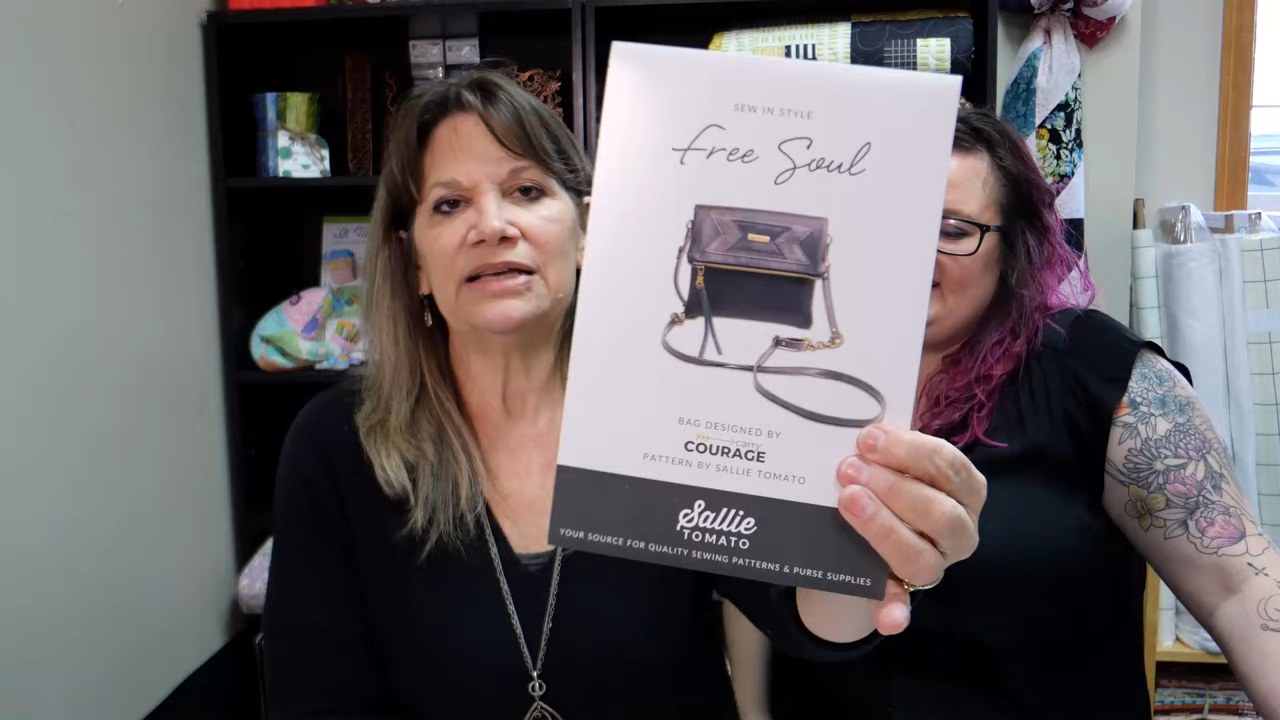 SEW IN STYLE
Free Soul
BAG DESIGNED BY
carry
COURAGE
PATTERN BY SALLIE TOMATO
Sallie
TOMATO
YOUR SOURCE FOR QUALITY SEWING PATTERNS & PURSE SUPPLIES